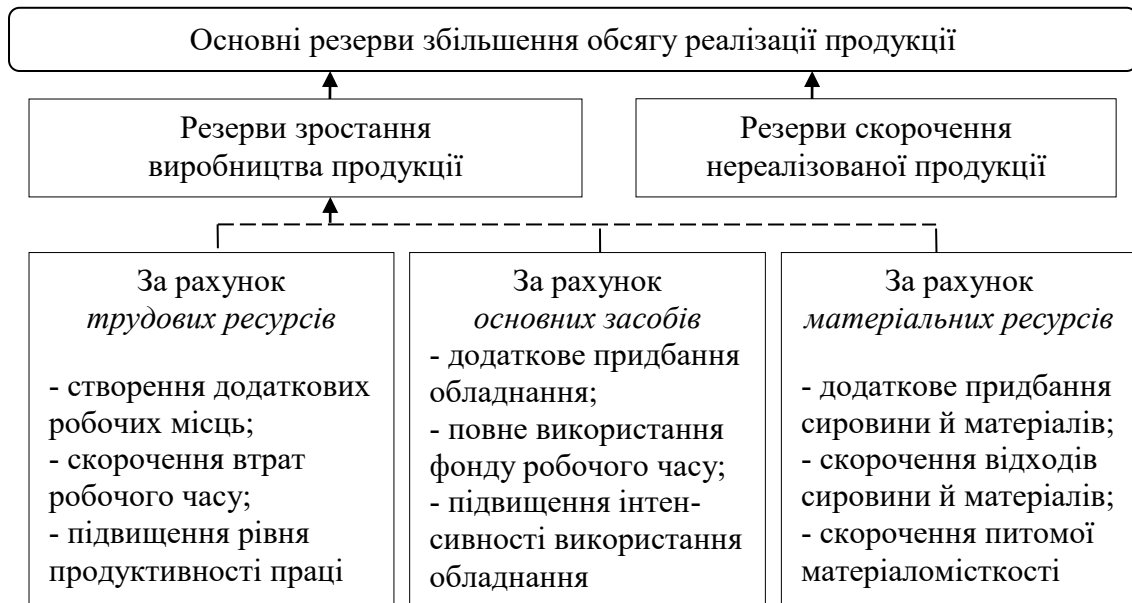 Основні резерви збільшення обсягу реалізації продукції
Резерви зростання
виробництва продукції
Резерви скорочення
нереалізованої продукції
За рахунок
трудових ресурсів
- створення додаткових
робочих місць;
- скорочення втрат
робочого часу;
- підвищення рівня
продуктивності праці
За рахунок
основних засобів
- додаткове придбання
обладнання;
- повне використання
фонду робочого часу;
- підвищення інтен-
сивності використання
обладнання
За рахунок
матеріальних ресурсів
- додаткове придбання
сировини й матеріалів;
- скорочення відходів
сировини й матеріалів;
- скорочення питомої
матеріаломісткості